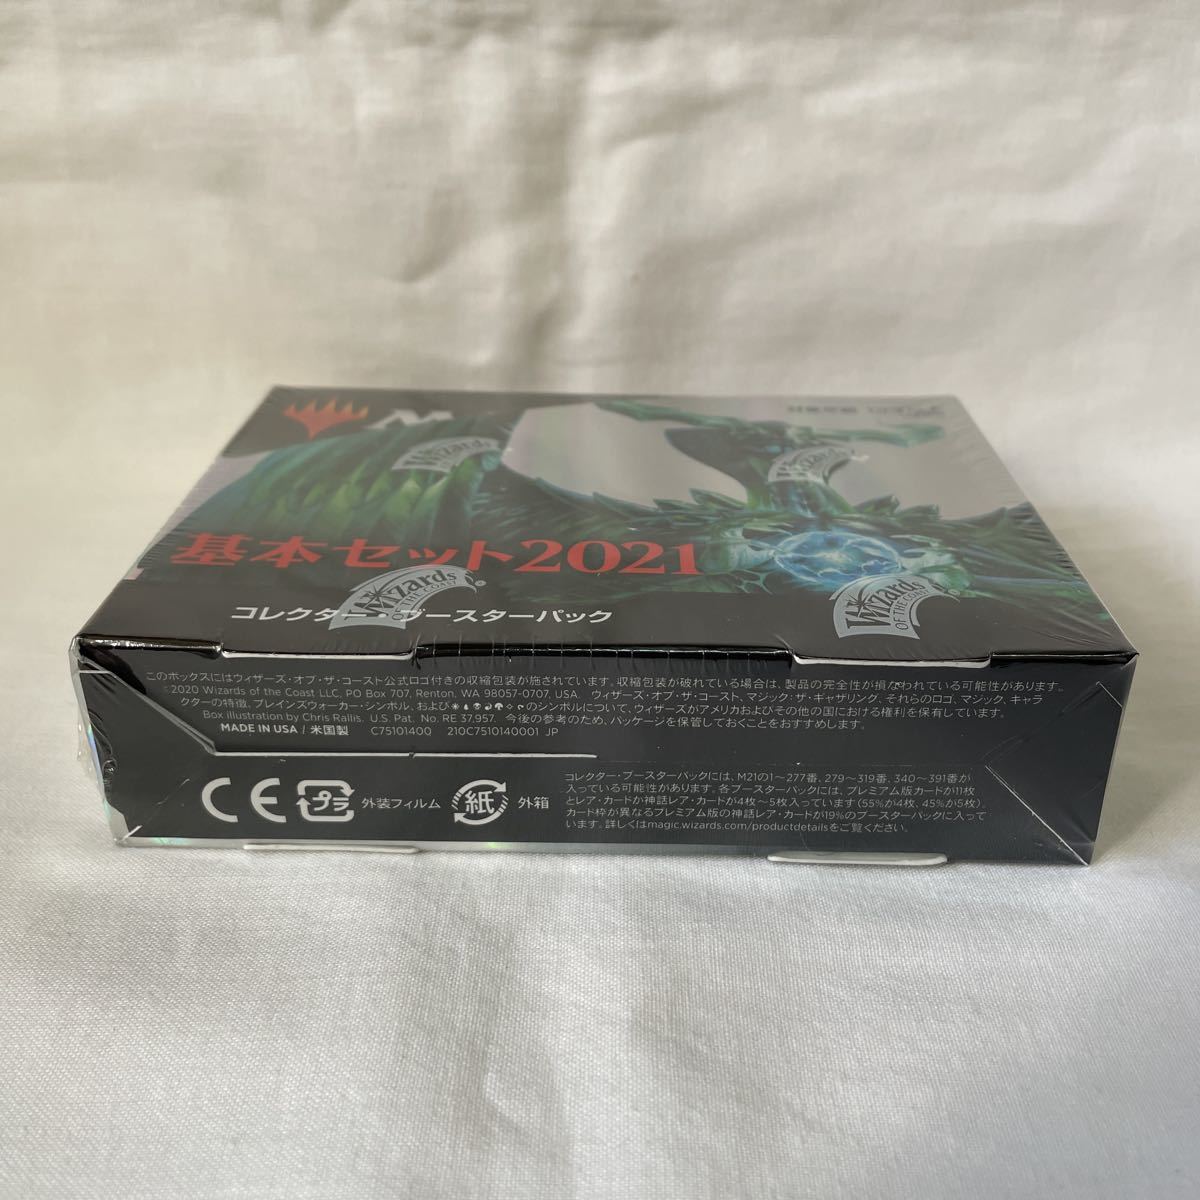 M
Wizards
基本セット2021
Wizards
OF THE COAST
Wizards
OF THE COAST
コレクター・ブースターパック
このボックスにはウィザーズ・オブ・ザ・コースト公式ロゴ付きの収縮包装が施されています。収縮包装が破れている場合は、製品の完全性が損なわれている可能性があります。
©2020 Wizards of the Coast LLC, PO Box 707, Renton, WA 98057-0707, USA. ウィザーズ・オブ・ザ・コースト、マジック:ザ・ギャザリング、それらのロゴ、マジック、キャラ
クターの特徴、プレインズウォーカー・シンボル、および のシンボルについて、ウィザーズがアメリカおよびその他の国における権利を保有しています。
Box illustration by Chris Rallis. U.S. Pat. No. RE 37,957. 今後の参考のため、パッケージを保管しておくことをおすすめします。
MADE IN USA / 米国製 C75101400 210C7510140001 JP
CE プラ 外装フィルム 紙 外箱
コレクター・ブースターパックには、M21の1〜277番、279〜319番、340〜391番が
入っている可能性があります。各ブースターパックには、プレミアム版カードが11枚
とレア・カードか神話レア・カードが4枚〜5枚入っています（55%が4枚、45%が5枚）。
カード枠が異なるプレミアム版の神話レア・カードが19%のブースターパックに入って
います。詳しくはmagic.wizards.com/productdetailsをご覧ください。